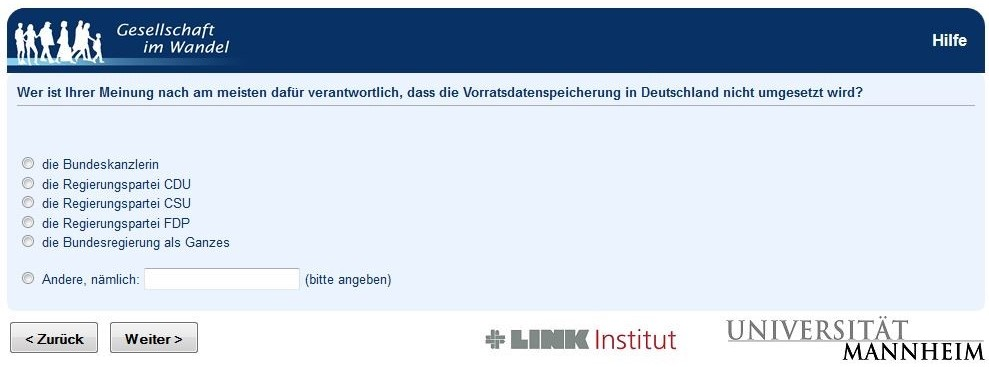 Gesellschaft
im Wandel
Hilfe
Wer ist Ihrer Meinung nach am meisten dafür verantwortlich, dass die Vorratsdatenspeicherung in Deutschland nicht umgesetzt wird?
die Bundeskanzlerin
die Regierungspartei CDU
die Regierungspartei CSU
die Regierungspartei FDP
die Bundesregierung als Ganzes
Andere, nämlich: (bitte angeben)
< Zurück Weiter >
LINK Institut
UNIVERSITÄT
MANNHEIM